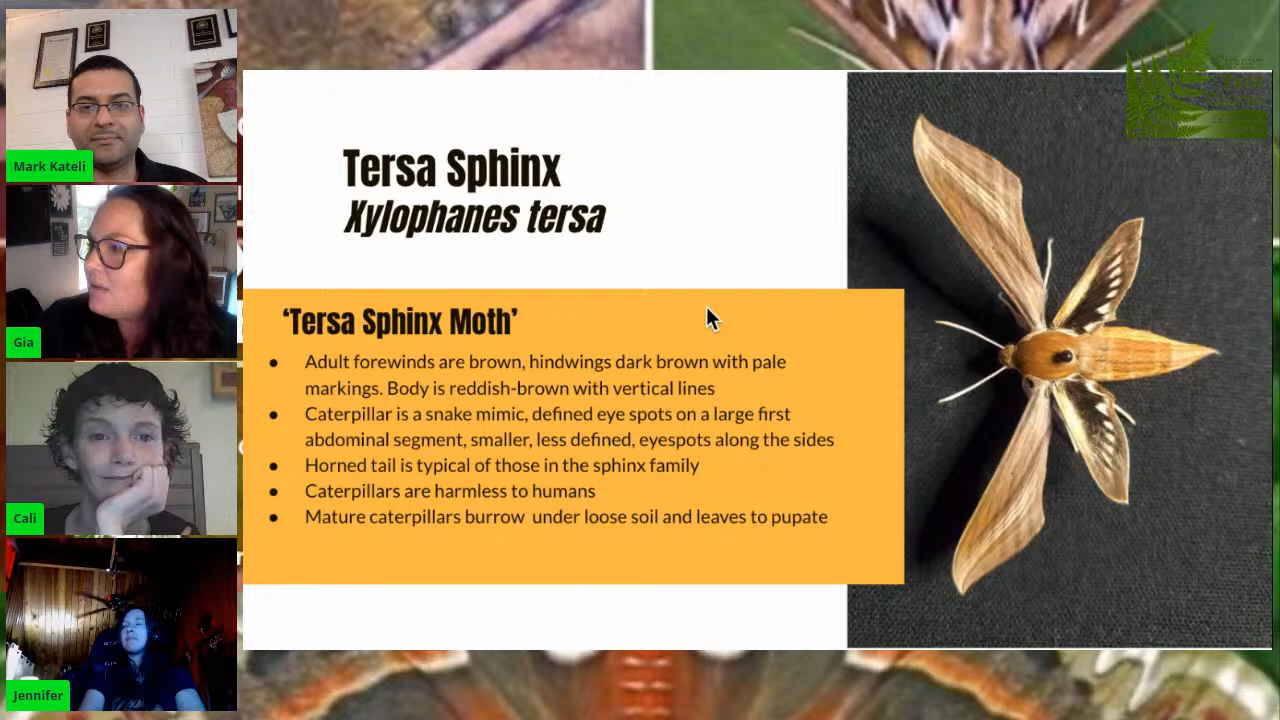 Mark Kateli
Gia
Cali
Jennifer
Tersa Sphinx
Xylophanes tersa
‘Tersa Sphinx Moth’
● Adult forewinds are brown, hindwings dark brown with pale
markings. Body is reddish-brown with vertical lines
● Caterpillar is a snake mimic, defined eye spots on a large first
abdominal segment, smaller, less defined, eyespots along the sides
● Horned tail is typical of those in the sphinx family
● Caterpillars are harmless to humans
● Mature caterpillars burrow under loose soil and leaves to pupate